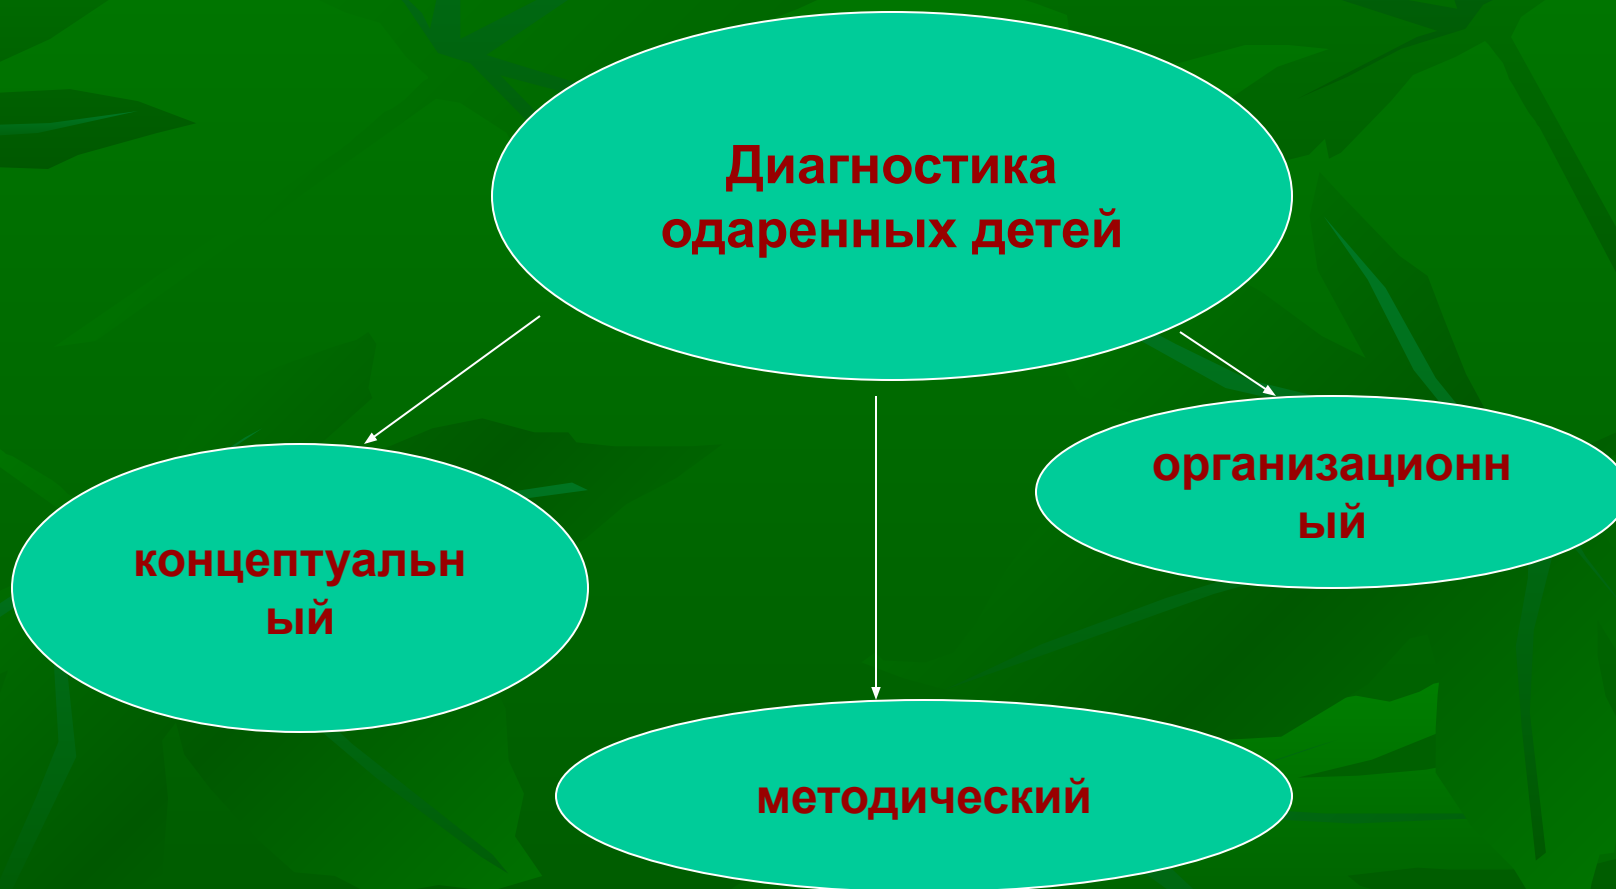 Диагностика
одаренных детей
концептуальн
ый
методический
организационн
ый